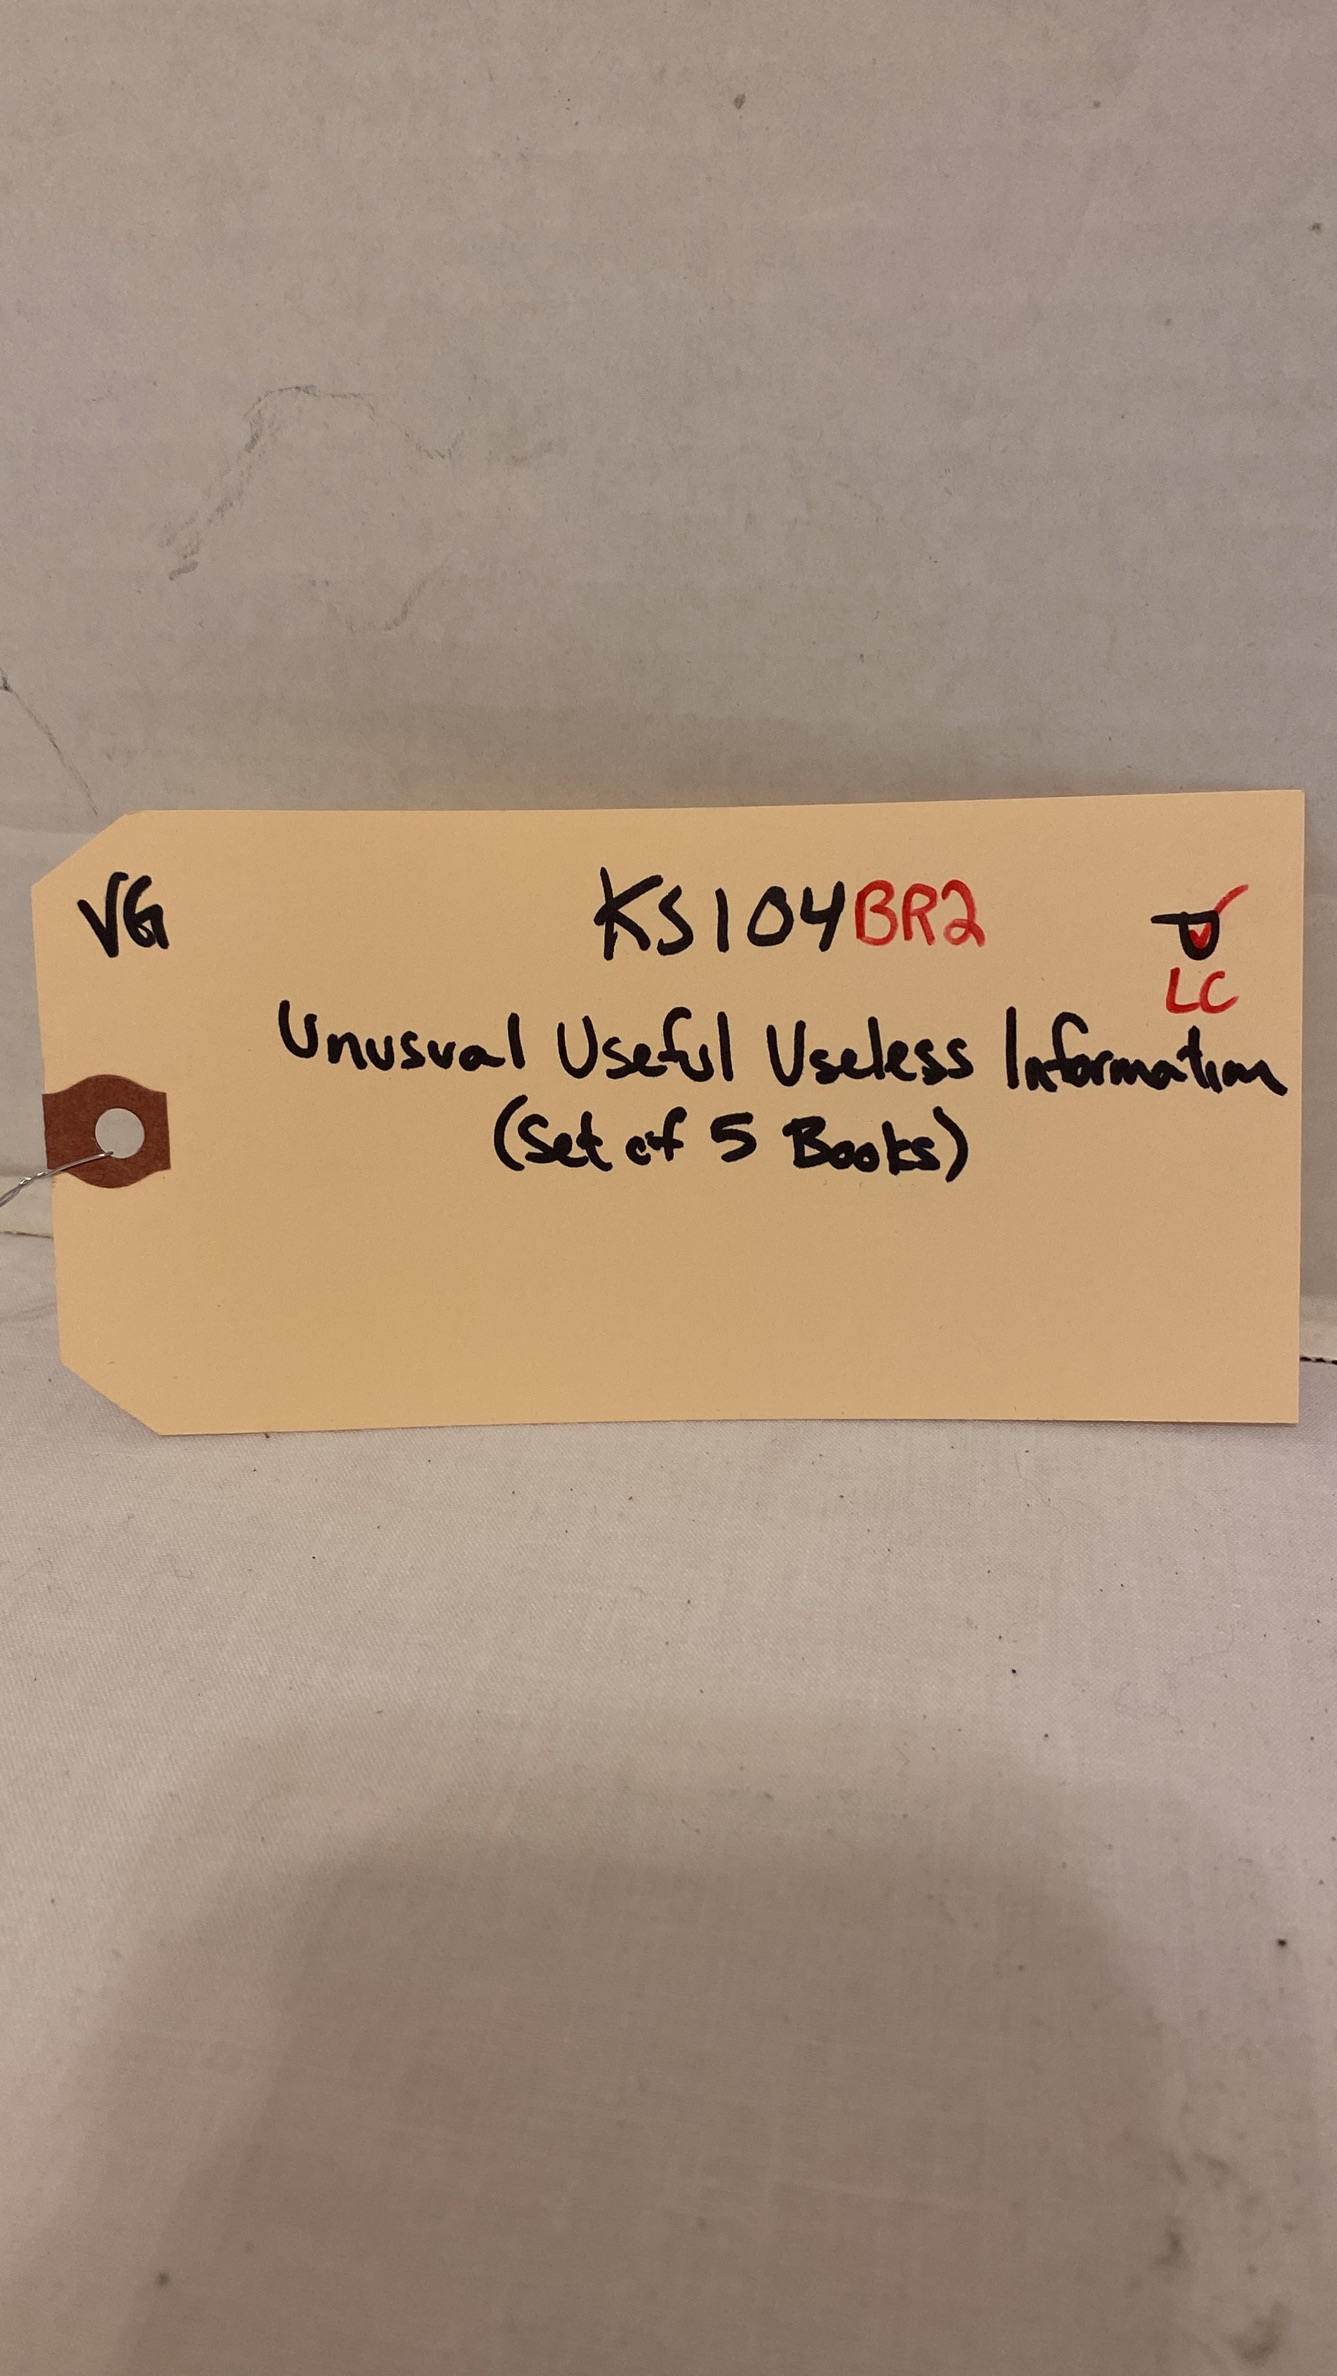 VG KS104BR2
LC
Unusual Useful Useless Information
(Set of 5 Books)